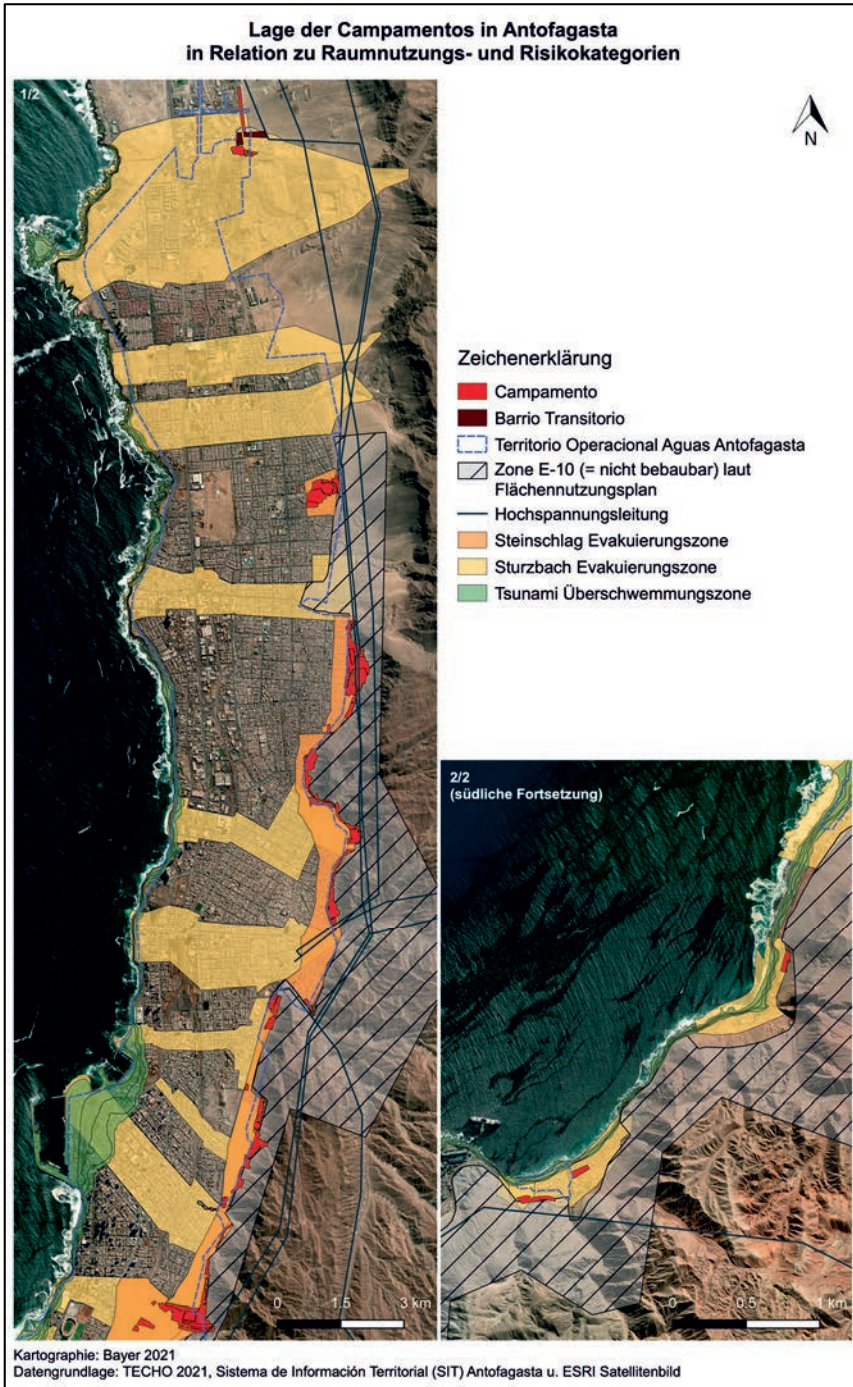 Lage der Campamentos in Antofagasta
in Relation zu Raumnutzungs- und Risikokategorien
1/2
N
Zeichenerklärung
Campamento
Barrio Transitorio
Territorio Operacional Aguas Antofagasta
Zone E-10 (= nicht bebaubar) laut
Flächennutzungsplan
Hochspannungsleitung
Steinschlag Evakuierungszone
Sturzbach Evakuierungszone
Tsunami Überschwemmungszone
2/2
(südliche Fortsetzung)
0 1.5 3 km
0 0.5 1 km
Kartographie: Bayer 2021
Datengrundlage: TECHO 2021, Sistema de Información Territorial (SIT) Antofagasta u. ESRI Satellitenbild